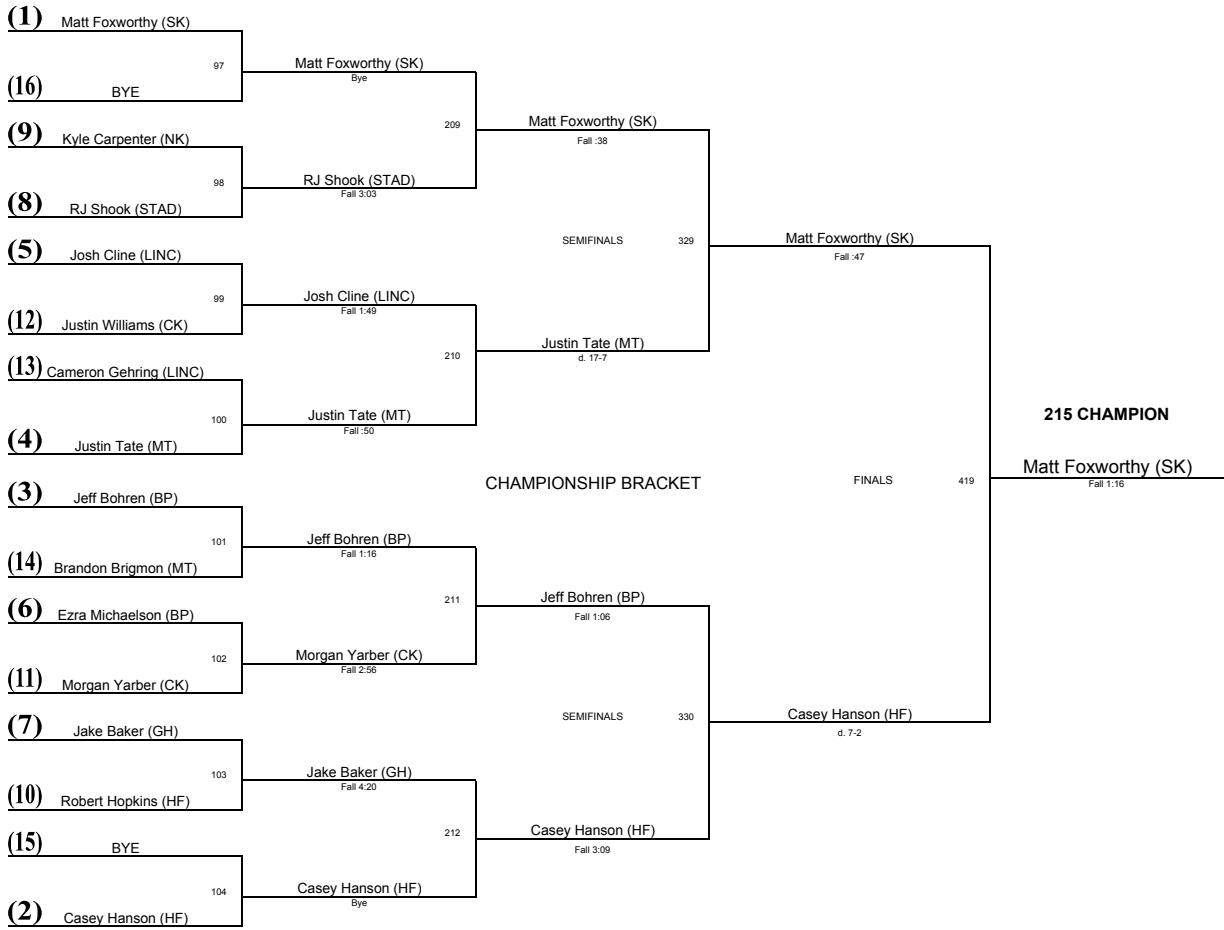 (1) Matt Foxworthy (SK)
97
(16) BYE
Matt Foxworthy (SK)
Bye
(9) Kyle Carpenter (NK)
98
(8) RJ Shook (STAD)
RJ Shook (STAD)
Fall 3:03
209
Matt Foxworthy (SK)
Fall :38
(5) Josh Cline (LINC)
99
(12) Justin Williams (CK)
Josh Cline (LINC)
Fall 1:49
(13) Cameron Gehring (LINC)
100
(4) Justin Tate (MT)
Justin Tate (MT)
Fall :50
210
Justin Tate (MT)
d. 17-7
SEMIFINALS 329
Matt Foxworthy (SK)
Fall :47
CHAMPIONSHIP BRACKET
(3) Jeff Bohren (BP)
101
(14) Brandon Brigmon (MT)
Jeff Bohren (BP)
Fall 1:16
(6) Ezra Michaelson (BP)
102
(11) Morgan Yarber (CK)
Morgan Yarber (CK)
Fall 2:56
211
Jeff Bohren (BP)
Fall 1:06
(7) Jake Baker (GH)
103
(10) Robert Hopkins (HF)
Jake Baker (GH)
Fall 4:20
(15) BYE
104
(2) Casey Hanson (HF)
Casey Hanson (HF)
Bye
212
Casey Hanson (HF)
Fall 3:09
SEMIFINALS 330
Casey Hanson (HF)
d. 7-2
FINALS 419
215 CHAMPION
Matt Foxworthy (SK)
Fall 1:16